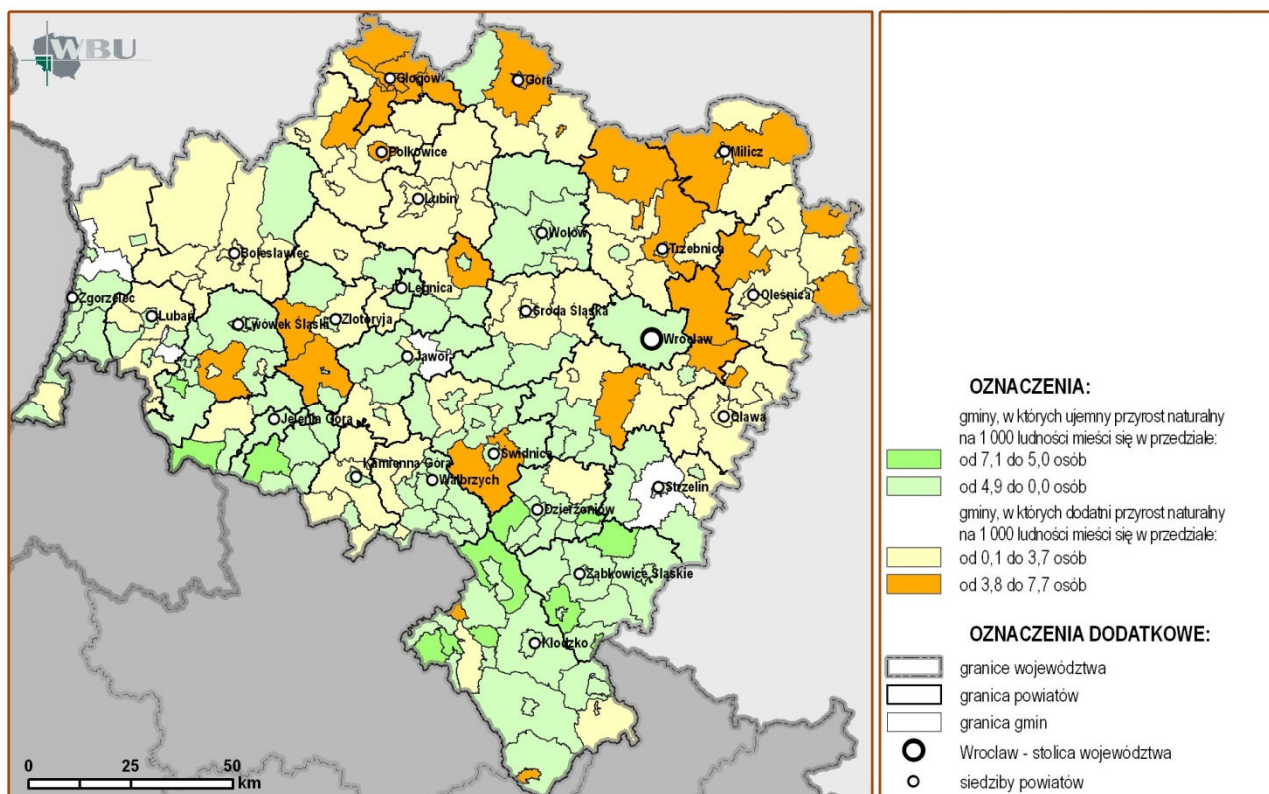 WBU
Głogów
Góra
Polkowice
Milicz
Lubin
Wołów
Trzebnica
Bolesławiec
Legnica
Oleśnica
Zgorzelec
Lubań
Lwówek Śląski
Złotoryja
Środa Śląska
Wrocław
Jawor
Jelenia Góra
Oława
Kamienna Góra
Świdnica
Wałbrzych
Strzelin
Dzierżoniów
Ząbkowice Śląskie
Kłodzko
0 25 50
km
OZNACZENIA:
gminy, w których ujemny przyrost naturalny
na 1 000 ludności mieści się w przedziale:
od 7,1 do 5,0 osób
od 4,9 do 0,0 osób
gminy, w których dodatni przyrost naturalny
na 1 000 ludności mieści się w przedziale:
od 0,1 do 3,7 osób
od 3,8 do 7,7 osób
OZNACZENIA DODATKOWE:
granice województwa
granica powiatów
granica gmin
Wrocław - stolica województwa
siedziby powiatów